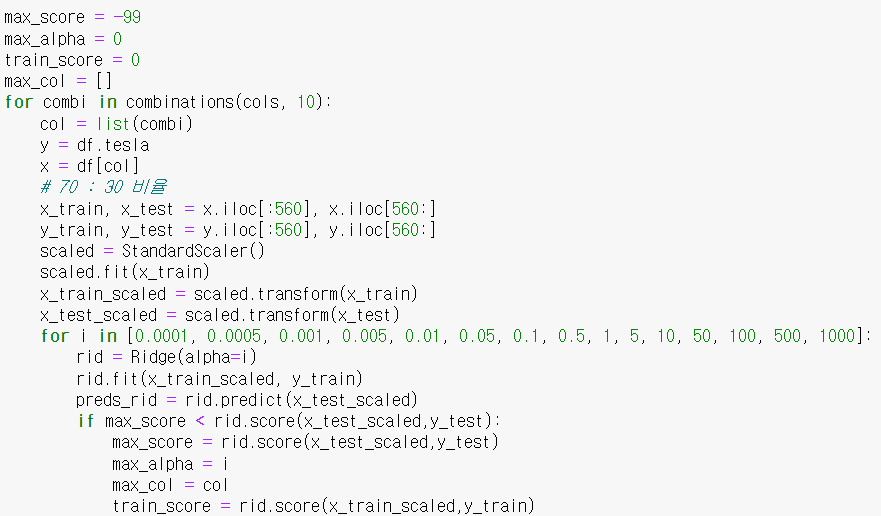 max_score = -99
max_alpha = 0
train_score = 0
max_col = []
for combi in combinations(cols, 10):
    col = list(combi)
    y = df.tesla
    x = df[col]
    # 70 : 30 비율
    x_train, x_test = x.iloc[:560], x.iloc[560:]
    y_train, y_test = y.iloc[:560], y.iloc[560:]
    scaled = StandardScaler()
    scaled.fit(x_train)
    x_train_scaled = scaled.transform(x_train)
    x_test_scaled = scaled.transform(x_test)
    for i in [0.0001, 0.0005, 0.001, 0.005, 0.01, 0.05, 0.1, 0.5, 1, 5, 10, 50, 100, 500, 1000]:
        rid = Ridge(alpha=i)
        rid.fit(x_train_scaled, y_train)
        preds_rid = rid.predict(x_test_scaled)
        if max_score < rid.score(x_test_scaled,y_test):
            max_score = rid.score(x_test_scaled,y_test)
            max_alpha = i
            max_col = col
            train_score = rid.score(x_train_scaled,y_train)